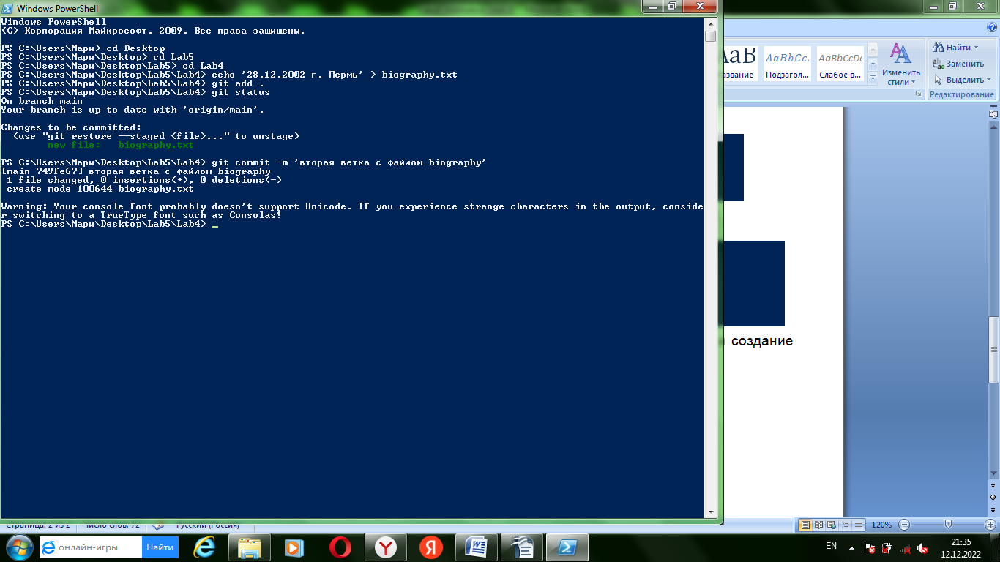 Windows PowerShell
Windows PowerShell
(C) Корпорация Майкрософт, 2009. Все права защищены.
PS C:\Users\Мари> cd Desktop
PS C:\Users\Мари\Desktop> cd Lab5
PS C:\Users\Мари\Desktop\Lab5> cd Lab4
PS C:\Users\Мари\Desktop\Lab5\Lab4> echo '28.12.2002 г. Пермь' > biography.txt
PS C:\Users\Мари\Desktop\Lab5\Lab4> git add .
PS C:\Users\Мари\Desktop\Lab5\Lab4> git status
On branch main
Your branch is up to date with 'origin/main'.
Changes to be committed:
(use "git restore --staged <file>..." to unstage)
new file:   biography.txt
PS C:\Users\Мари\Desktop\Lab5\Lab4> git commit -m 'вторая ветка с файлом biography'
[main 749fe67] вторая ветка с файлом biography
1 file changed, 0 insertions(+), 0 deletions(-)
create mode 100644 biography.txt
Warning: Your console font probably doesn't support Unicode. If you experience strange characters in the output, conside
r switching to a TrueType font such as Consolas!
PS C:\Users\Мари\Desktop\Lab5\Lab4>
АаВ AaBbCc. AaBbCcDc
азвание Подзагол... Слабое в...
Изменить
стили
Найти
Заменить
Выделить
Редактирование
создание
Страница: 2 из 2 Число слов: 72 Русский (Россия)
120%
онлайн-игры Найти
EN
21:35
12.12.2022